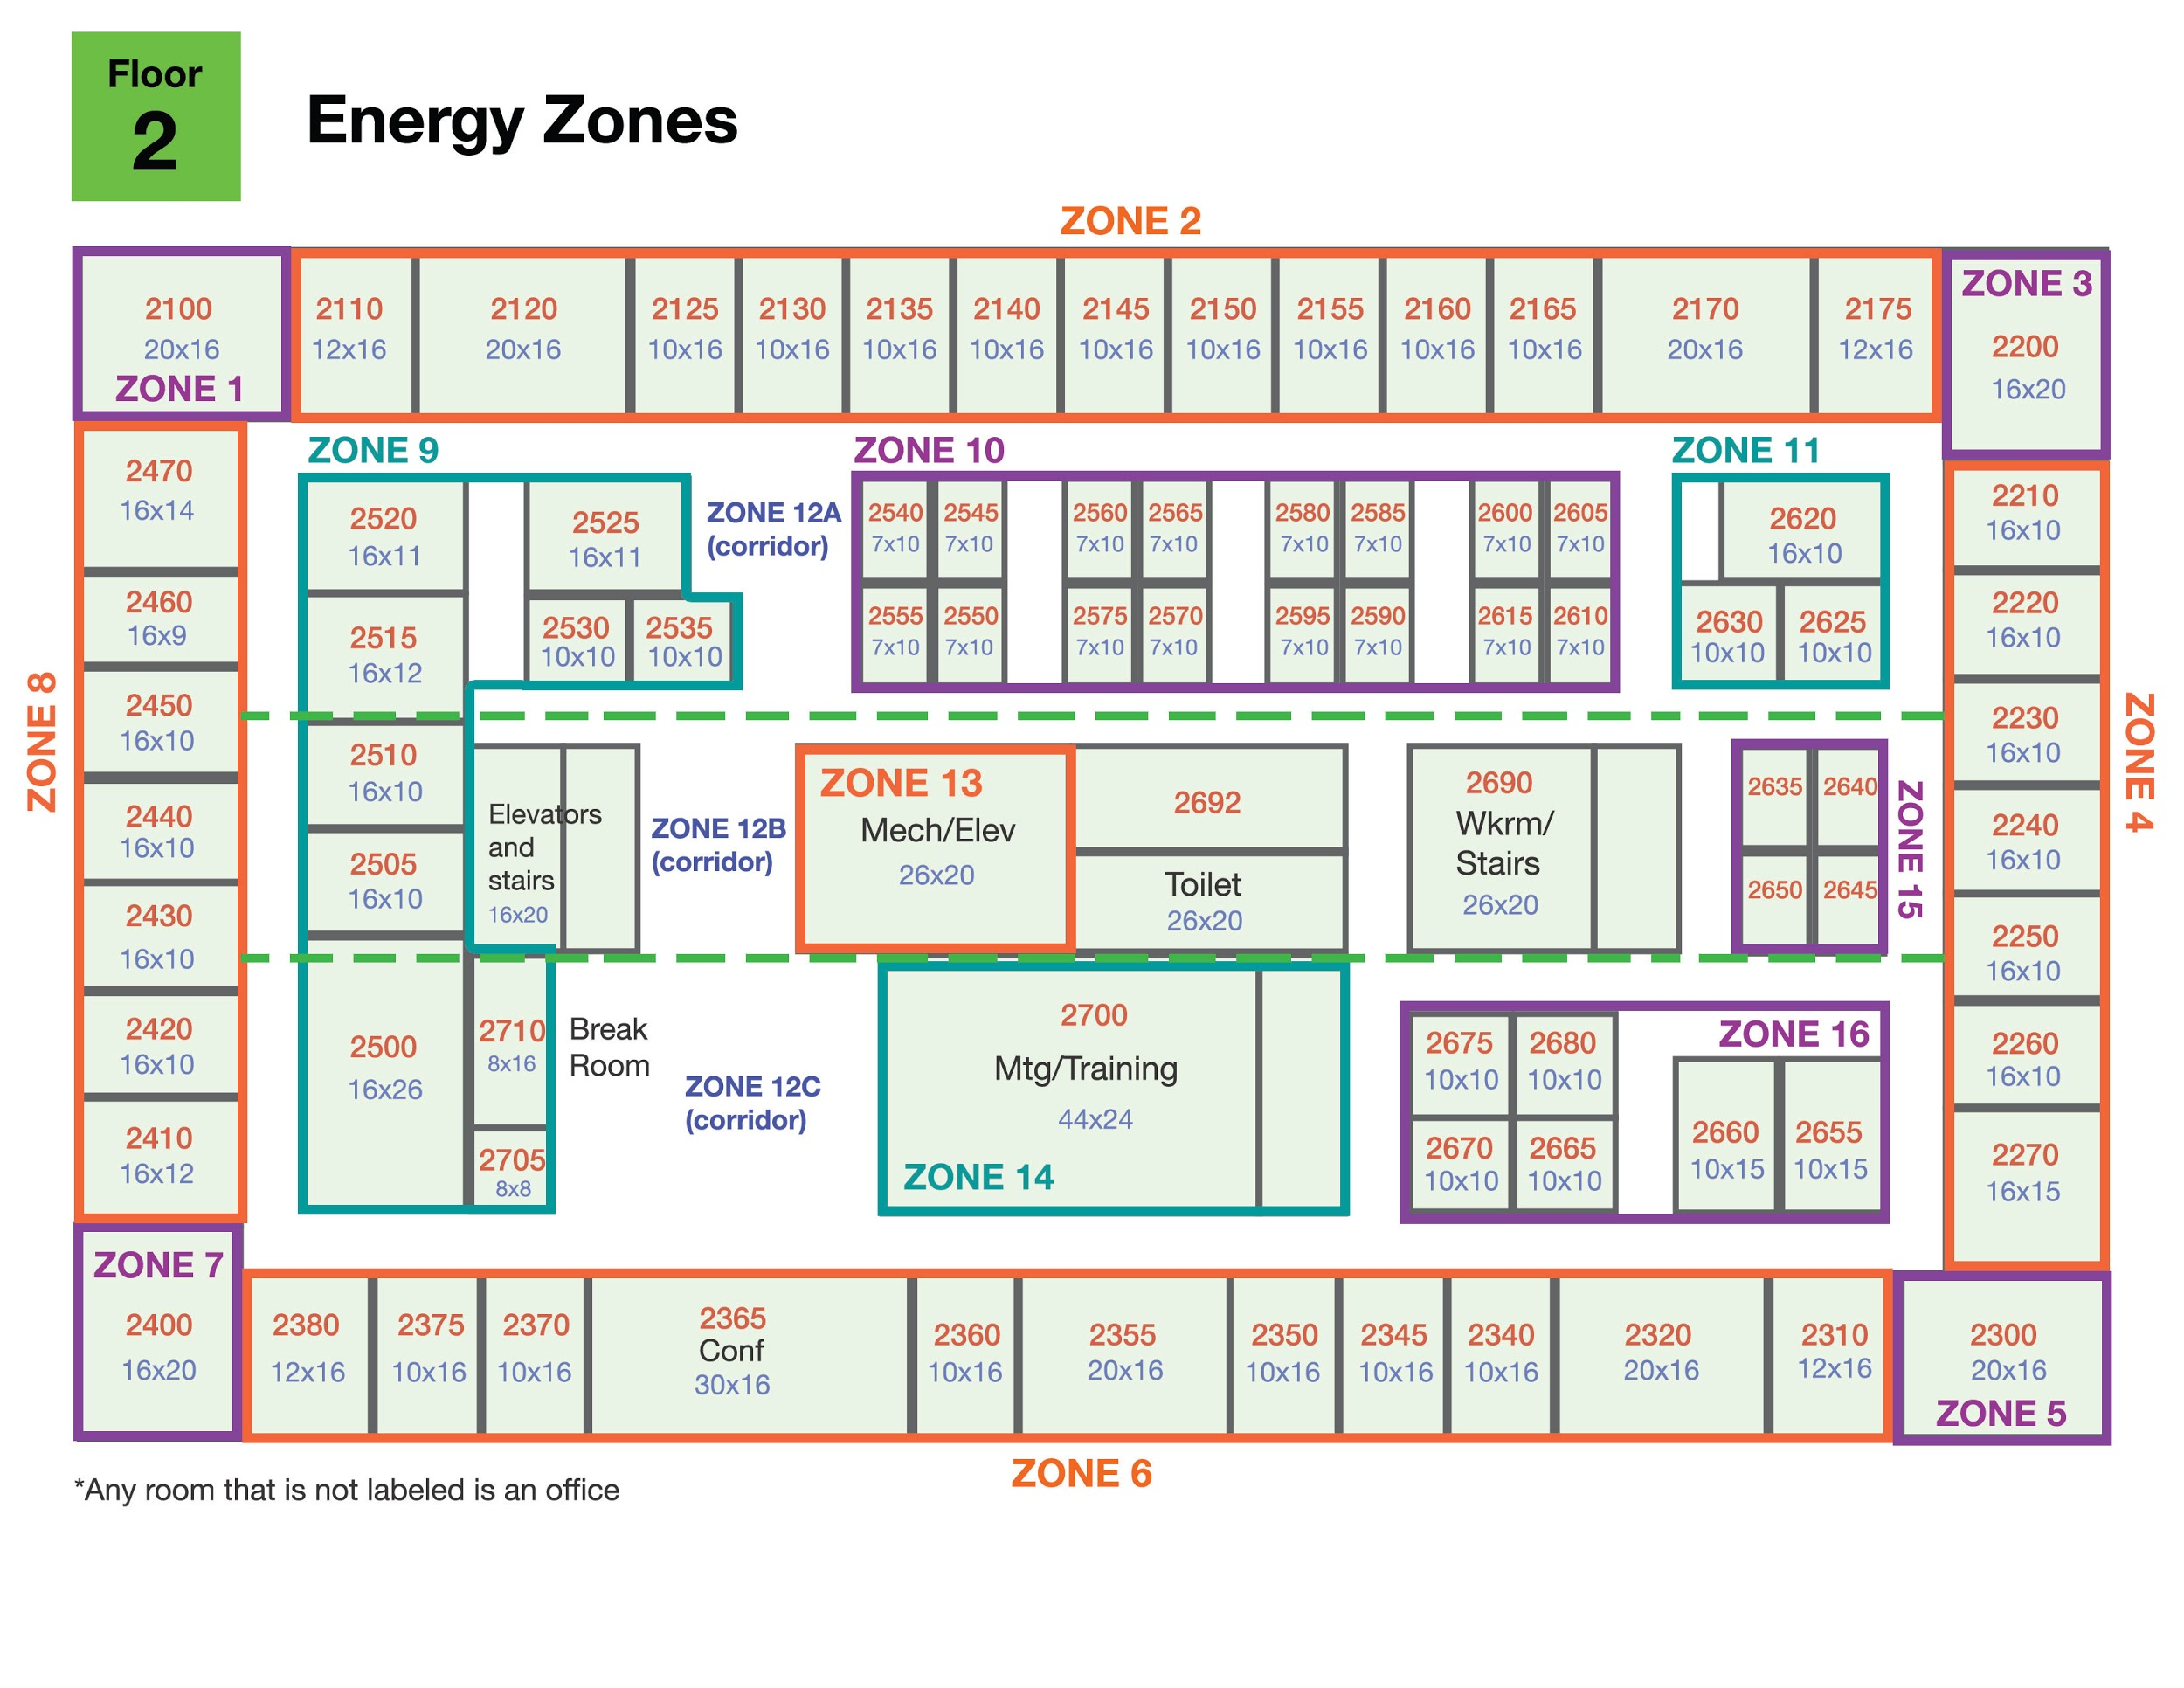 Floor
2
Energy Zones
ZONE 2
2100
20x16
ZONE 1
2110
12x16
2120
20x16
2125
10x16
2130
10x16
2135
10x16
2140
10x16
2145
10x16
2150
10x16
2155
10x16
2160
10x16
2165
10x16
2170
20x16
2175
12x16
ZONE 3
2200
16x20
ZONE 8
2470
16x14
2460
16x9
2450
16x10
2440
16x10
2430
16x10
2420
16x10
2410
16x12
ZONE 9
2520
16x11
2525
16x11
2515
16x12
2530
10x10
2535
10x10
2510
16x10
2505
16x10
2500
16x26
2710
8x16
2705
8x8
Break
Room
Elevators
and
stairs
16x20
ZONE 12A
(corridor)
ZONE 12B
(corridor)
ZONE 12C
(corridor)
ZONE 10
2540
7x10
2545
7x10
2560
7x10
2565
7x10
2580
7x10
2585
7x10
2600
7x10
2605
7x10
2555
7x10
2550
7x10
2575
7x10
2570
7x10
2595
7x10
2590
7x10
2615
7x10
2610
7x10
ZONE 11
2620
16x10
2630
10x10
2625
10x10
ZONE 13
Mech/Elev
26x20
2692
Toilet
26x20
2690
Wkrm/
Stairs
26x20
2635
2640
2650
2645
ZONE 15
2700
Mtg/Training
44x24
ZONE 14
ZONE 16
2675
10x10
2680
10x10
2670
10x10
2665
10x10
2660
10x15
2655
10x15
2210
16x10
2220
16x10
2230
16x10
2240
16x10
2250
16x10
2260
16x10
2270
16x15
ZONE 4
ZONE 7
2400
16x20
2380
12x16
2375
10x16
2370
10x16
2365
Conf
30x16
2360
10x16
2355
20x16
2350
10x16
2345
10x16
2340
10x16
2320
20x16
2310
12x16
2300
20x16
ZONE 5
ZONE 6
*Any room that is not labeled is an office